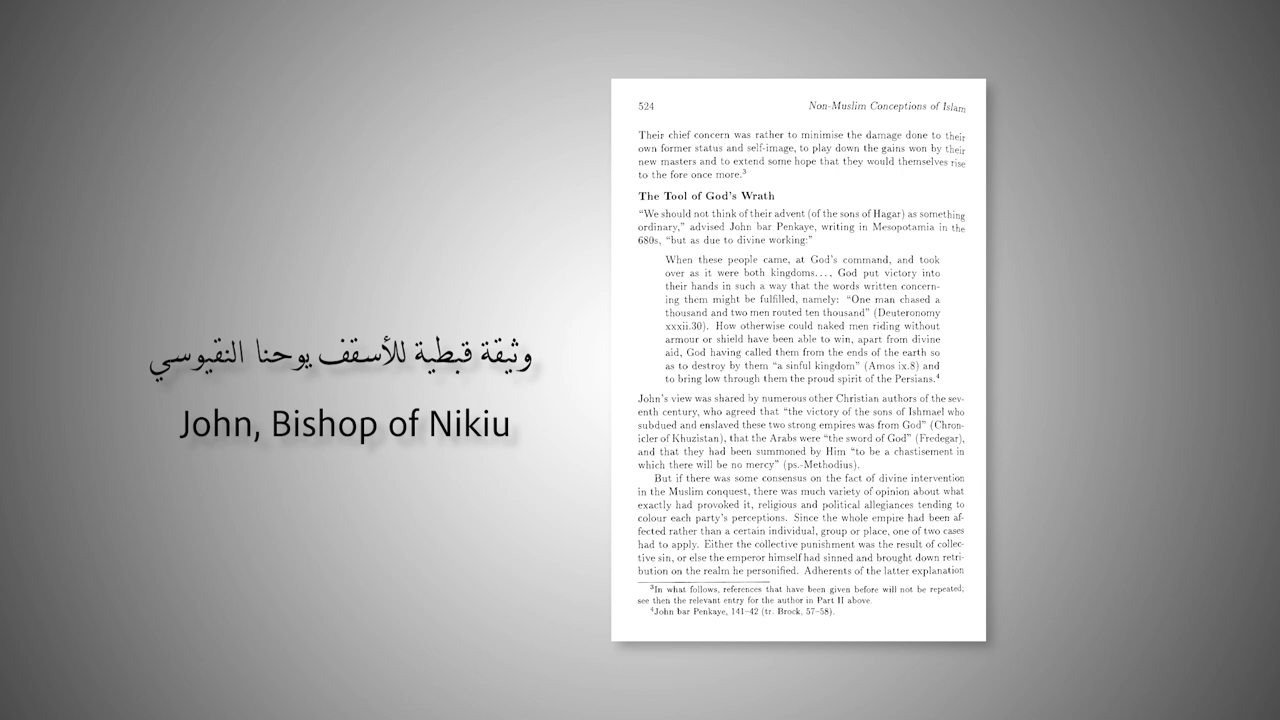 وثيقة قبطية للأسقف يوحنا النقيوسي
John, Bishop of Nikiu
524 Non-Muslim Conceptions of Islam
Their chief concern was rather to minimise the damage done to their
own former status and self-image, to play down the gains won by their
new masters and to extend some hope that they would themselves rise
to the fore once more.³
The Tool of God's Wrath
“We should not think of their advent (of the sons of Hagar) as something
ordinary,” advised John bar Penkaye, writing in Mesopotamia in the
680s, “but as due to divine working:”
When these people came, at God's command, and took
over as it were both kingdoms..., God put victory into
their hands in such a way that the words written concern-
ing them might be fulfilled, namely: “One man chased a
thousand and two men routed ten thousand” (Deuteronomy
xxxii.30). How otherwise could naked men riding without
armour or shield have been able to win, apart from divine
aid, God having called them from the ends of the earth so
as to destroy by them “a sinful kingdom” (Amos ix.8) and
to bring low through them the proud spirit of the Persians.⁴
John's view was shared by numerous other Christian authors of the sev-
enth century, who agreed that “the victory of the sons of Ishmael who
subdued and enslaved these two strong empires was from God” (Chron-
icler of Khuzistan), that the Arabs were “the sword of God” (Fredegar),
and that they had been summoned by Him “to be a chastisement in
which there will be no mercy” (ps.-Methodius).
But if there was some consensus on the fact of divine intervention
in the Muslim conquest, there was much variety of opinion about what
exactly had provoked it, religious and political allegiances tending to
colour each party's perceptions. Since the whole empire had been af-
fected rather than a certain individual, group or place, one of two cases
had to apply. Either the collective punishment was the result of collec-
tive sin, or else the emperor himself had sinned and brought down retri-
bution on the realm he personified. Adherents of the latter explanation
³In what follows, references that have been given before will not be repeated;
see then the relevant entry for the author in Part II above.
⁴John bar Penkaye, 141–42 (tr. Brock, 57–58).